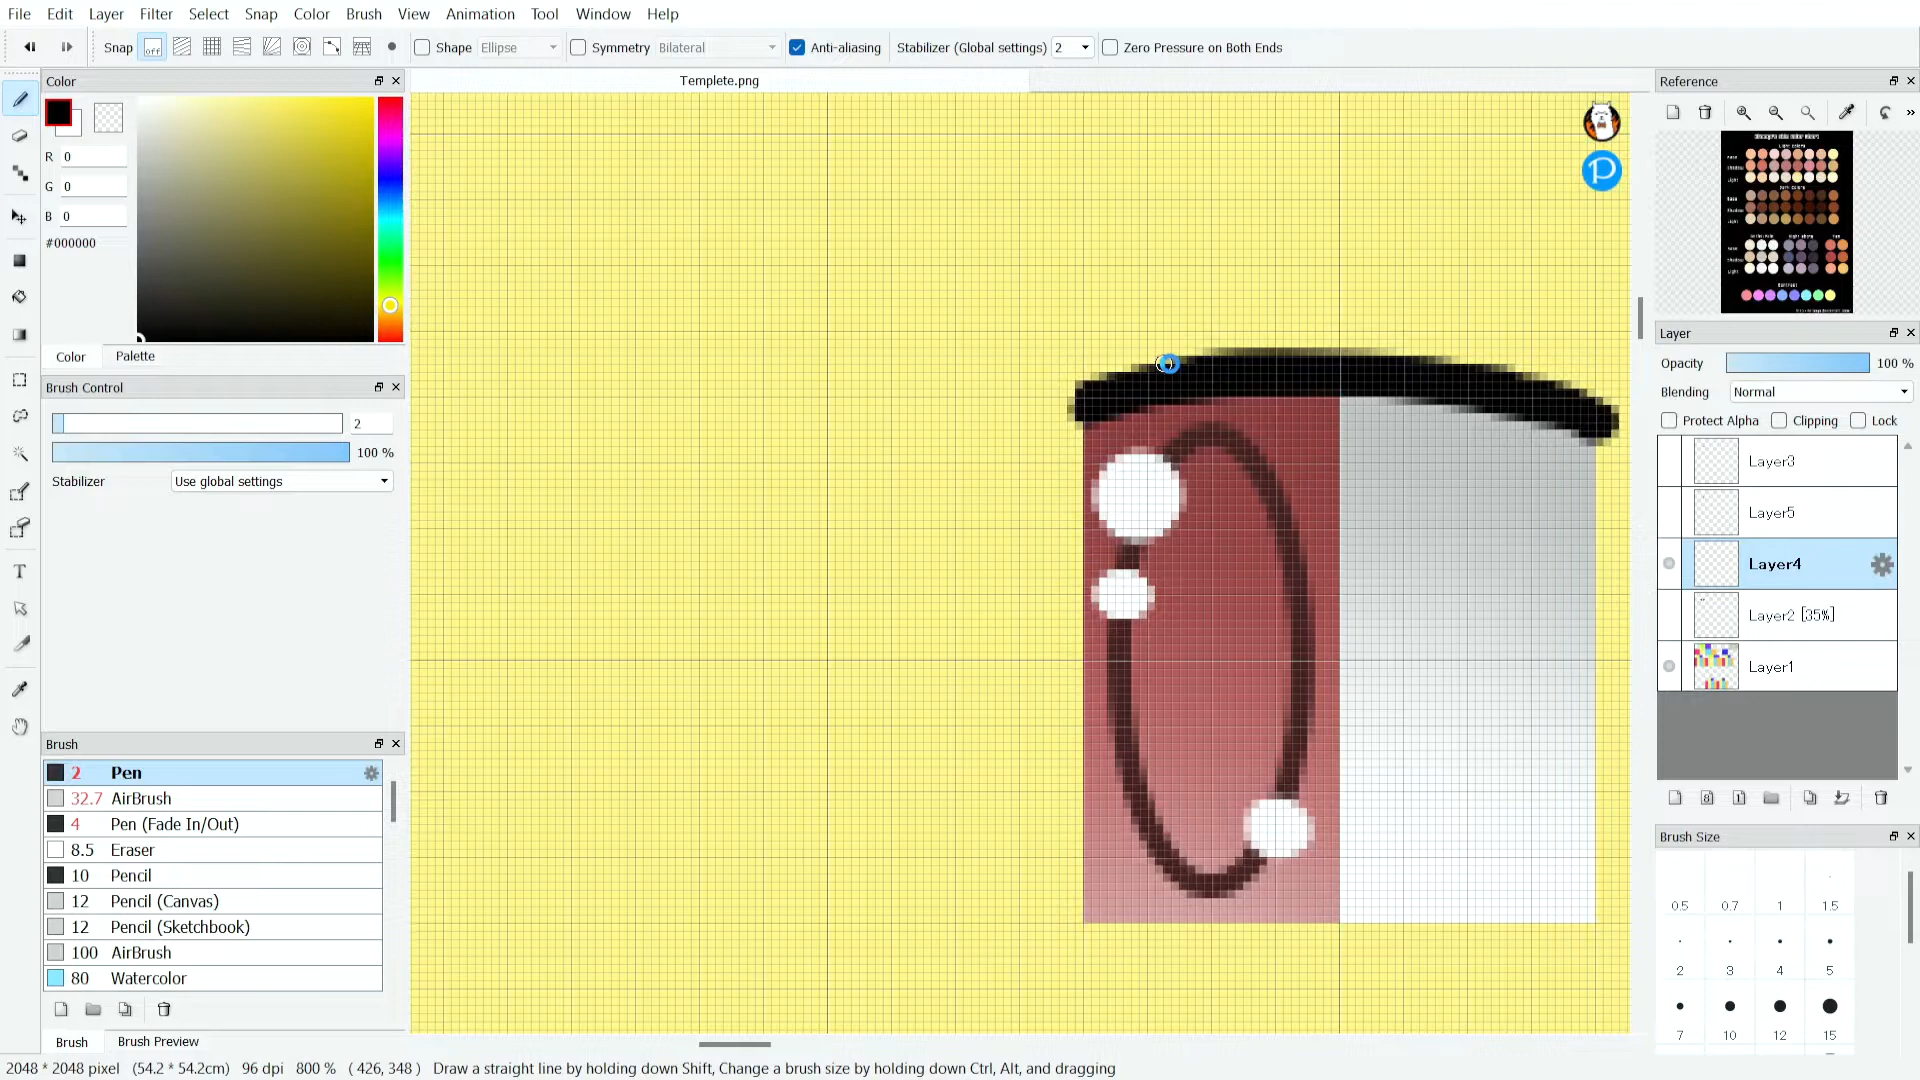 File Edit Layer Filter Select Snap Color Brush View Animation Tool Window Help
Snap off Shape Ellipse Symmetry Bilateral Anti-aliasing Stabilizer (Global settings) 2 Zero Pressure on Both Ends
Color
R 0
G 0
B 0
#000000
Color Palette
Brush Control
2
100 %
Stabilizer Use global settings
Brush
2 Pen
32.7 AirBrush
4 Pen (Fade In/Out)
8.5 Eraser
10 Pencil
12 Pencil (Canvas)
12 Pencil (Sketchbook)
100 AirBrush
80 Watercolor
Brush Brush Preview
Templete.png
P
Reference
Layer
Opacity 100 %
Blending Normal
Protect Alpha Clipping Lock
Layer3
Layer5
Layer4
Layer2 [35%]
Layer1
Brush Size
0.5 0.7 1 1.5
2 3 4 5
7 10 12 15
2048 * 2048 pixel (54.2 * 54.2cm) 96 dpi 800 % ( 426, 348 ) Draw a straight line by holding down Shift, Change a brush size by holding down Ctrl, Alt, and dragging